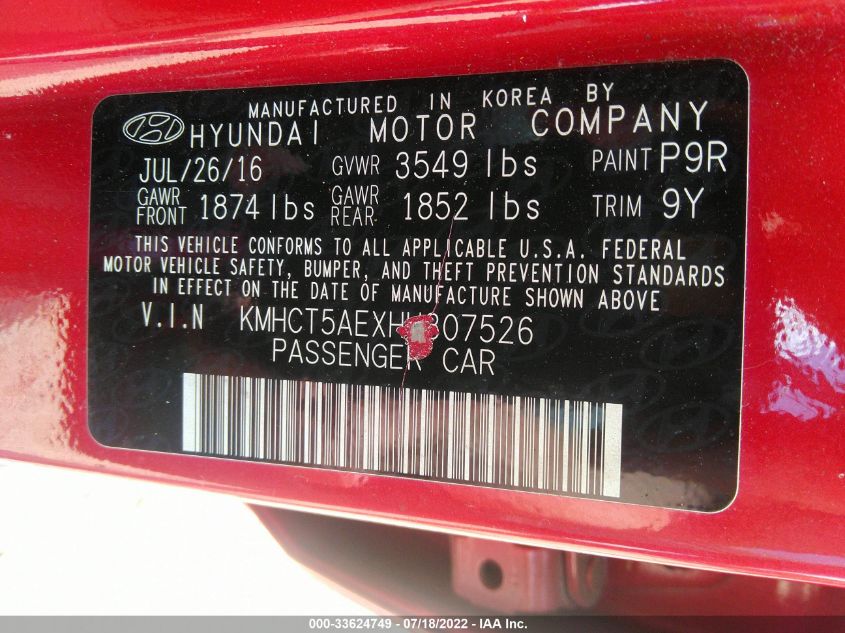 MANUFACTURED IN KOREA BY
HYUNDAI MOTOR COMPANY
JUL/26/16 GVWR 3549 lbs PAINT P9R
GAWR FRONT 1874 lbs GAWR REAR 1852 lbs TRIM 9Y
THIS VEHICLE CONFORMS TO ALL APPLICABLE U.S.A. FEDERAL
MOTOR VEHICLE SAFETY, BUMPER, AND THEFT PREVENTION STANDARDS
IN EFFECT ON THE DATE OF MANUFACTURE SHOWN ABOVE
V.I.N
PASSENGER CAR
000-33624749 - 07/18/2022 - IAA Inc.